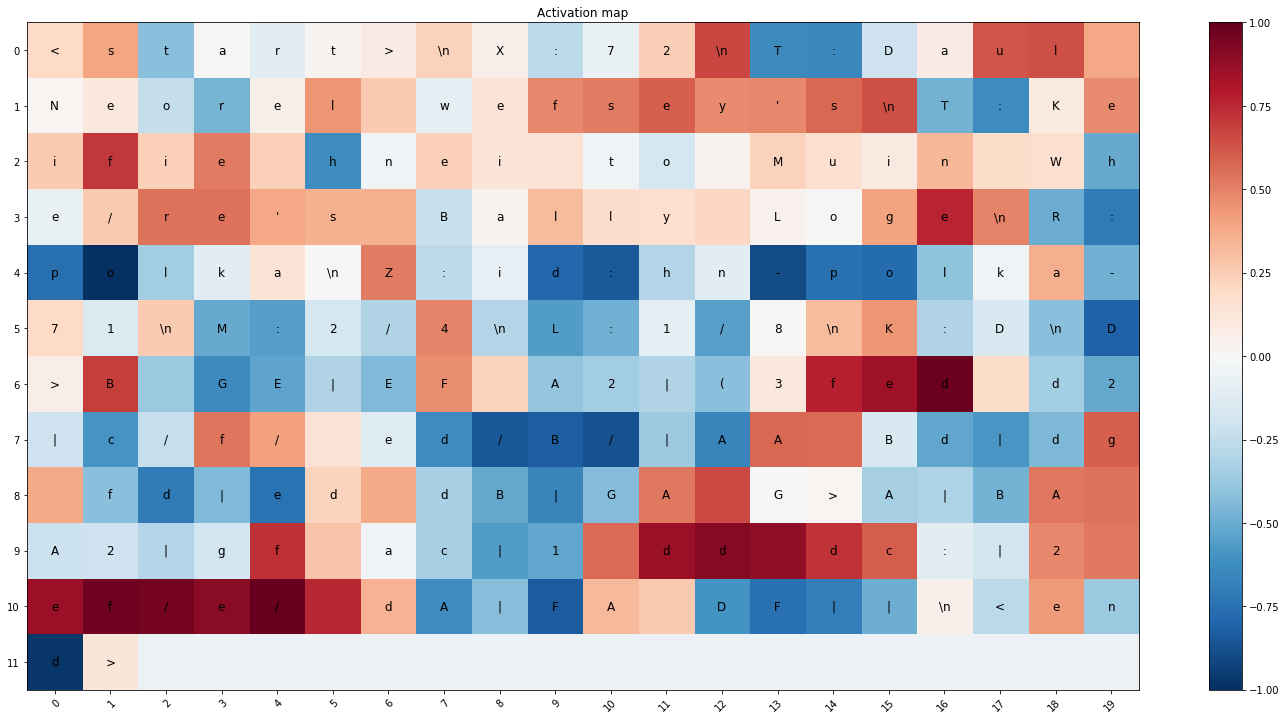 Activation map
0 < s t a r t > \n X : 7 2 \n T : D a u l
1 N e o r e l w e f s e y ' s \n T : K e
2 i f i e h n e i t o M u i n W h
3 e / r e ' s B a l l y L o g e \n R :
4 p o l k a \n Z : i d : h n - p o l k a -
5 7 1 \n M : 2 / 4 \n L : 1 / 8 \n K : D \n D
6 > B G E | E F A 2 | ( 3 f e d d 2
7 | c / f / e d / B / | A A B d | d g
8 f d | e d d B | G A G > A | B A
9 A 2 | g f a c | 1 d d d c : | 2
10 e f / e / d A | F A D F | | \n < e n
11 d >
0 1 2 3 4 5 6 7 8 9 10 11 12 13 14 15 16 17 18 19
1.00
0.75
0.50
0.25
0.00
−0.25
−0.50
−0.75
−1.00